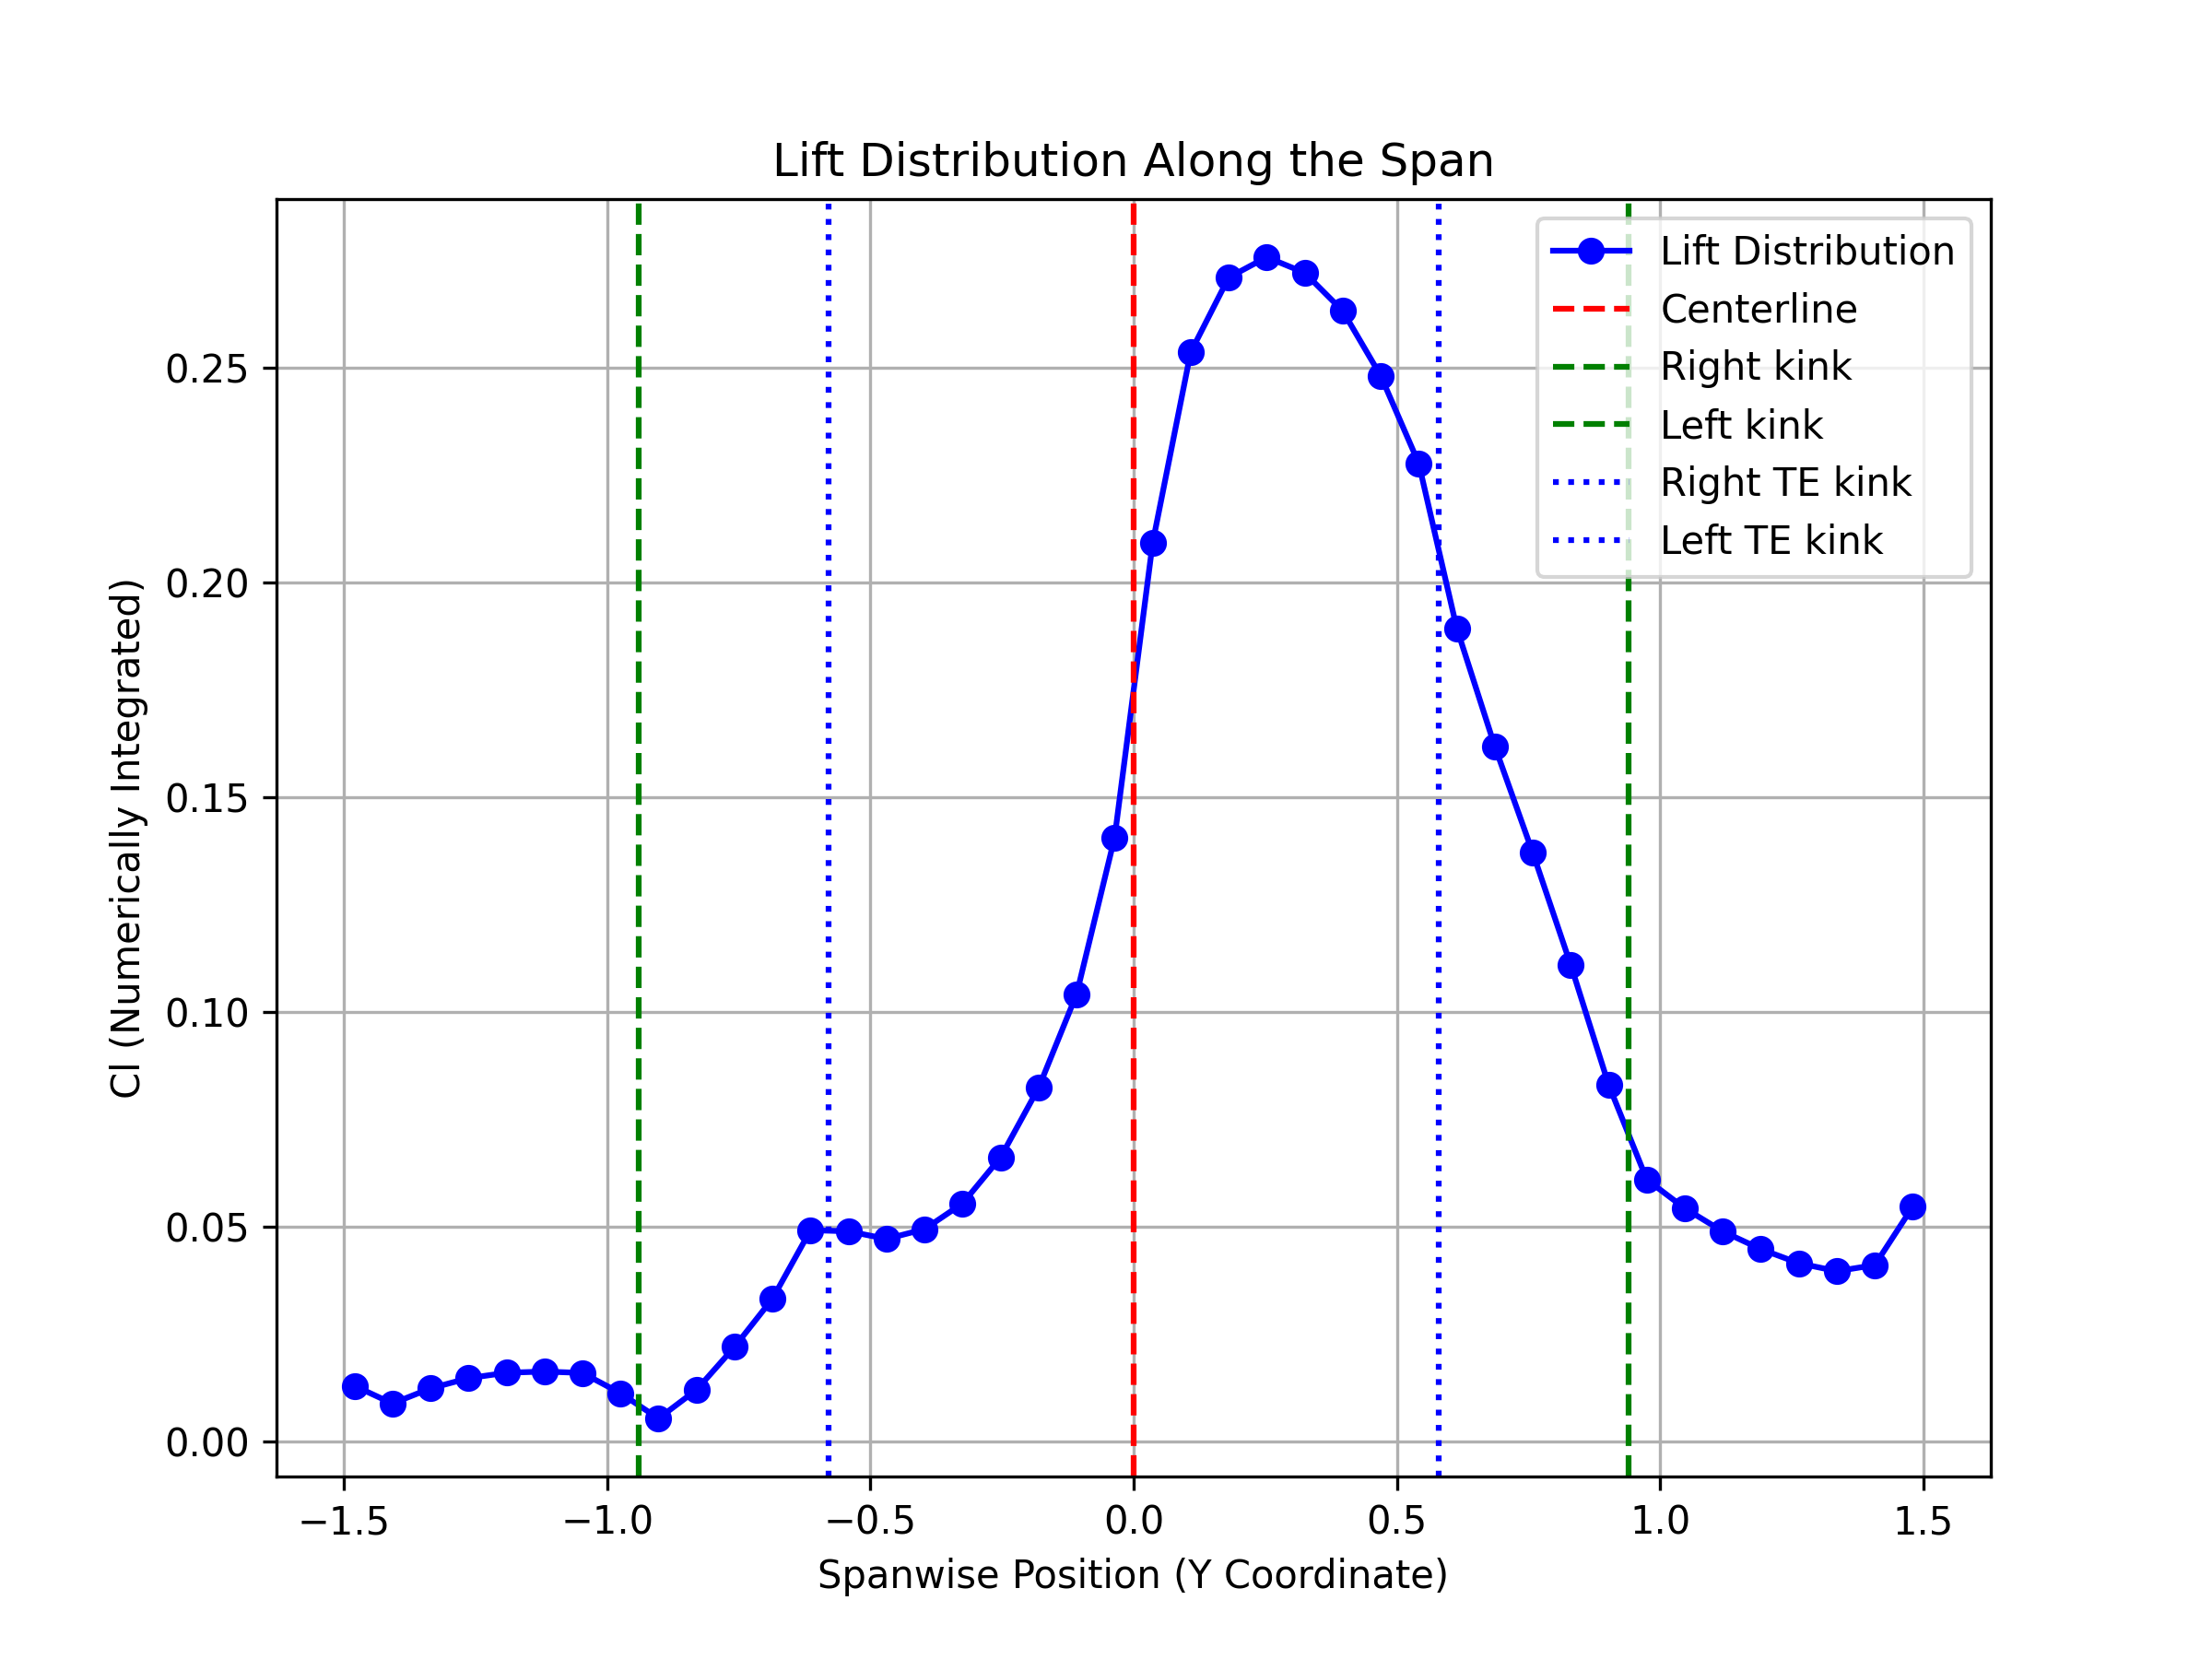 Lift Distribution Along the Span
Cl (Numerically Integrated)
0.25
0.20
0.15
0.10
0.05
0.00
Lift Distribution
Centerline
Right kink
Left kink
Right TE kink
Left TE kink
−1.5 −1.0 −0.5 0.0 0.5 1.0 1.5
Spanwise Position (Y Coordinate)